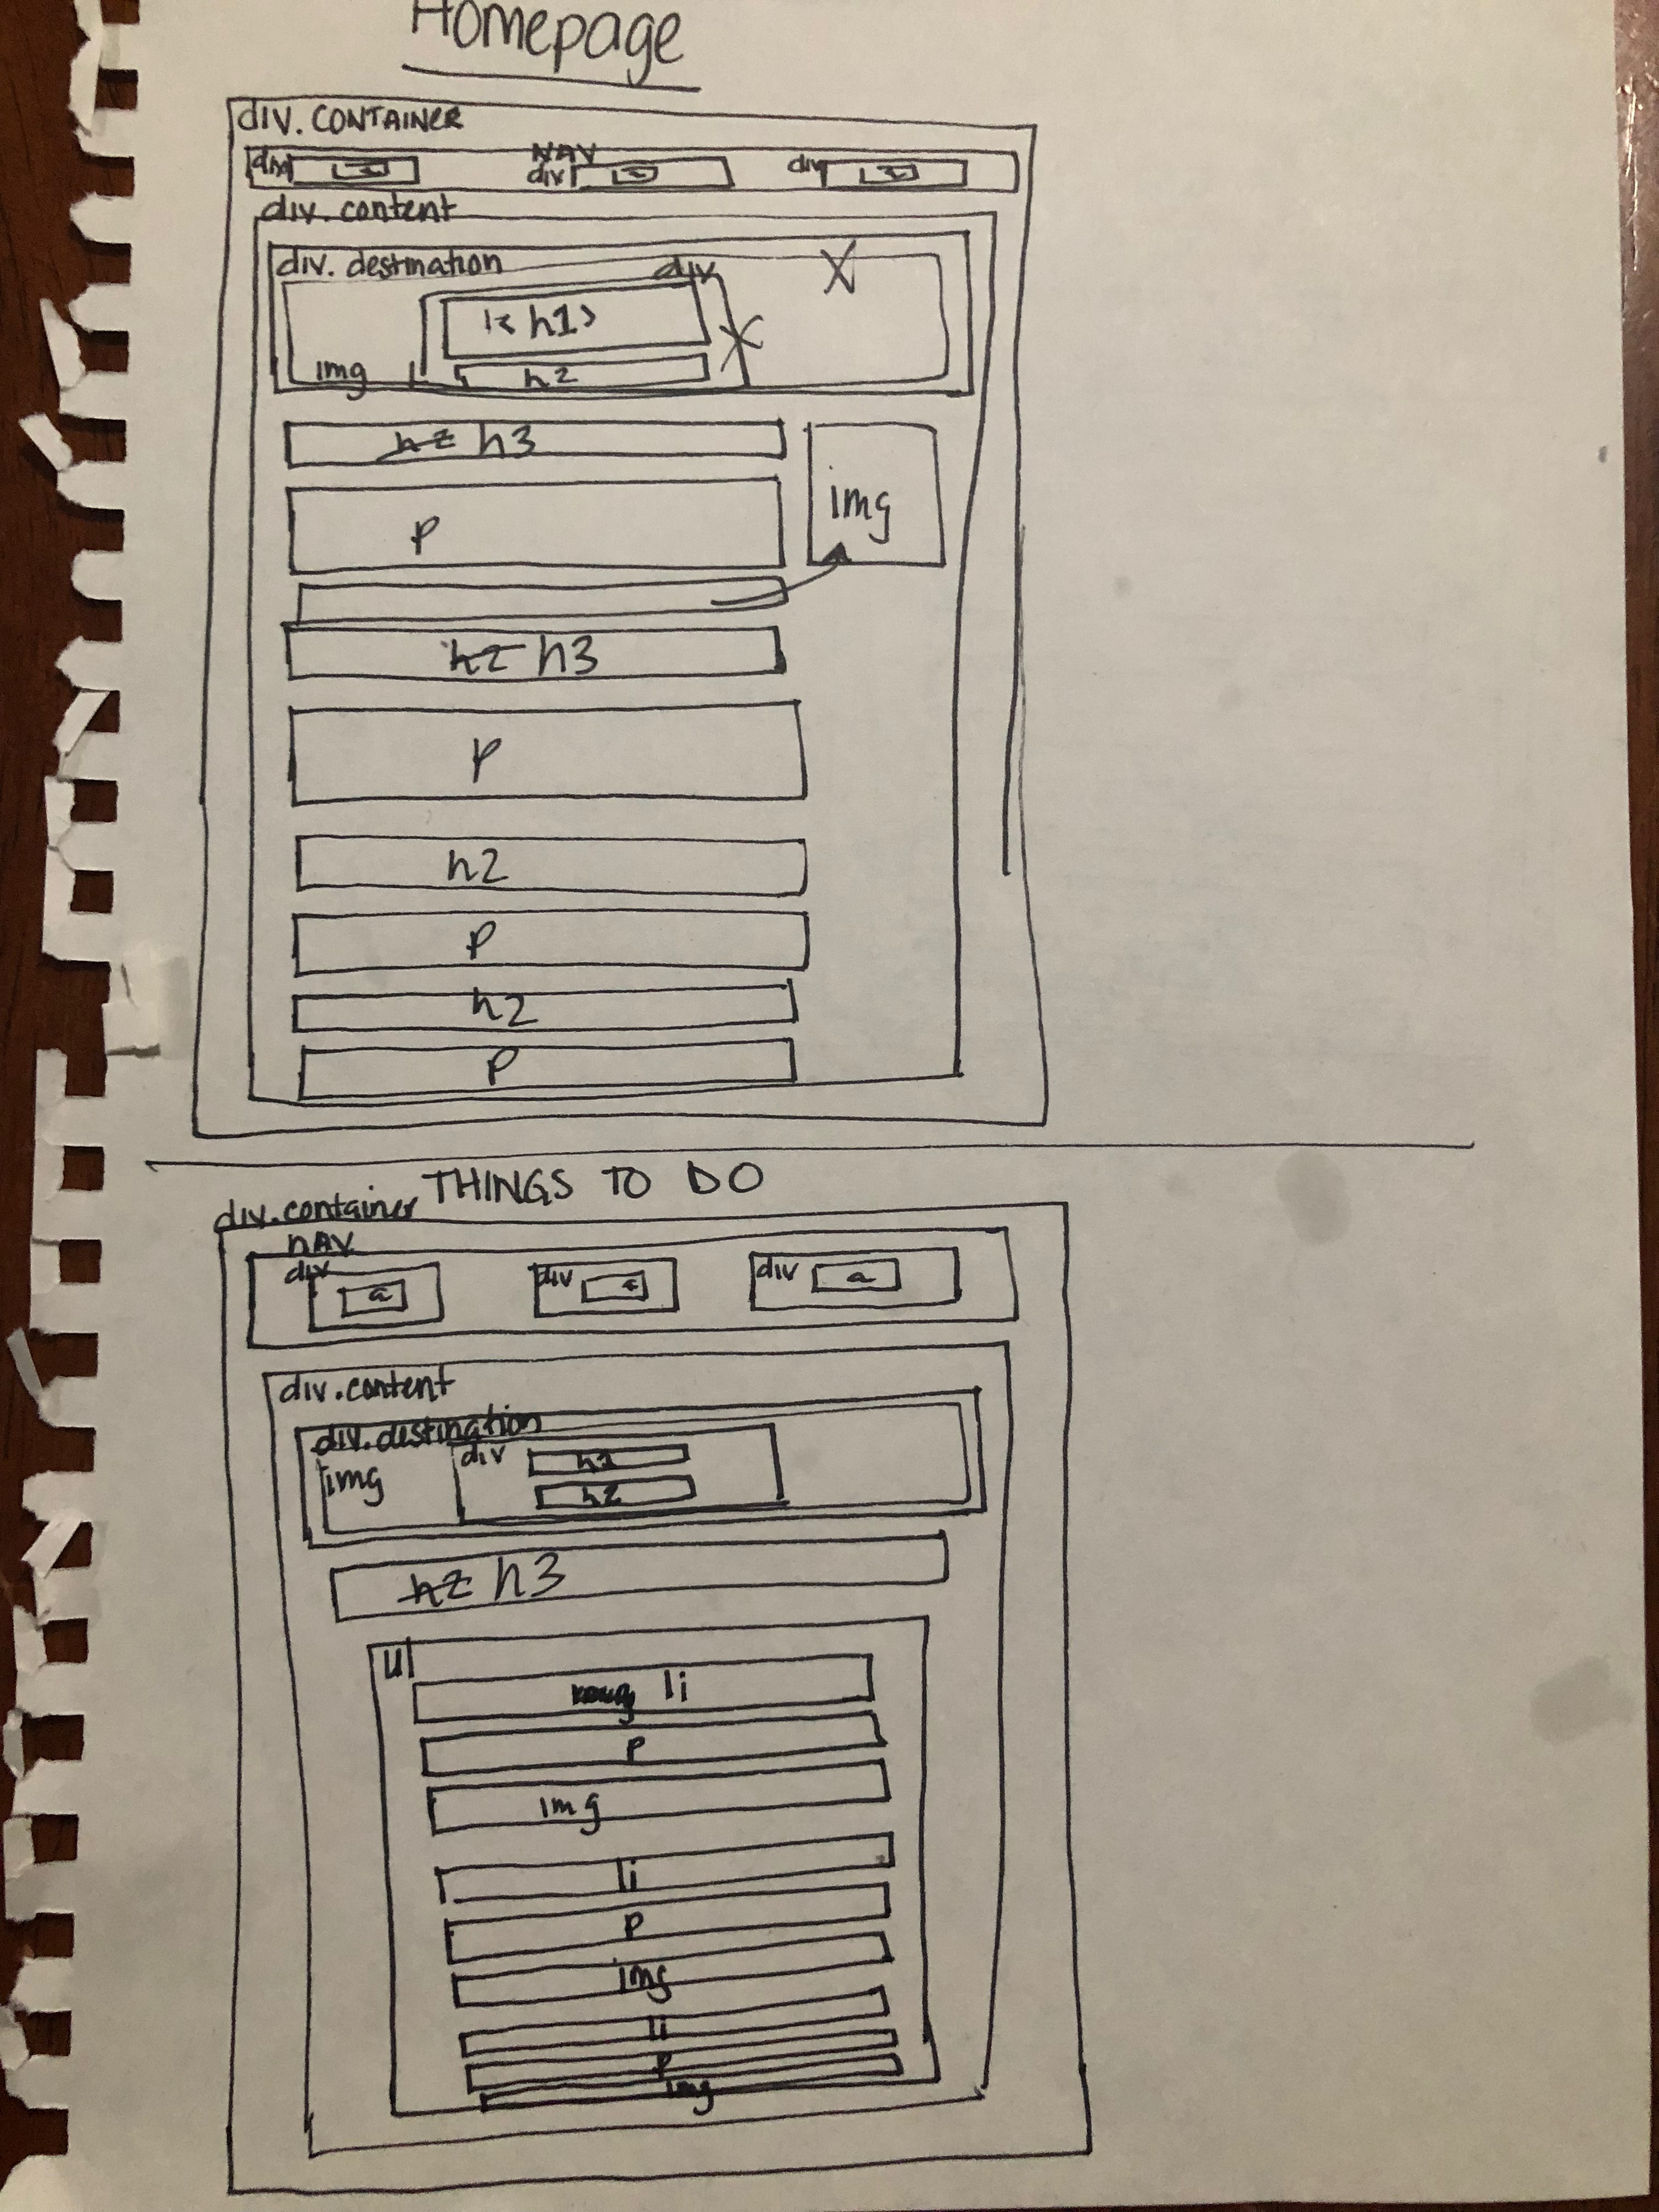 Homepage
div. CONTAINER
NAV
div div div
div. content
div. destination div X
<h1> X
img h2
h2 h3
p img
h2 h3
p
h2
p
h2
p
THINGS TO DO
div.container
nAV
div a div a div a
div.content
div.destination
img div h1
h2
h2 h3
ul
li
p
img
li
p
img
li
p
img